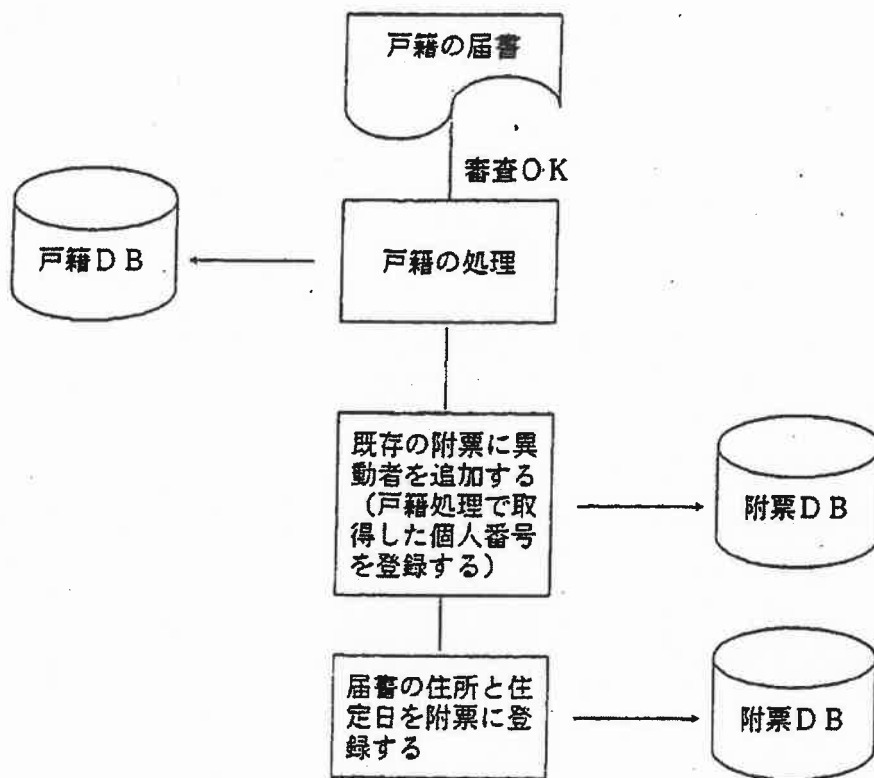 戸籍の届書
審査O·K
戸籍DB
戸籍の処理
既存の附票に異
動者を追加する
(戸籍処理で取
得した個人番号
を登録する)
附票DB
届書の住所と住
定日を附票に登
録する
附票DB